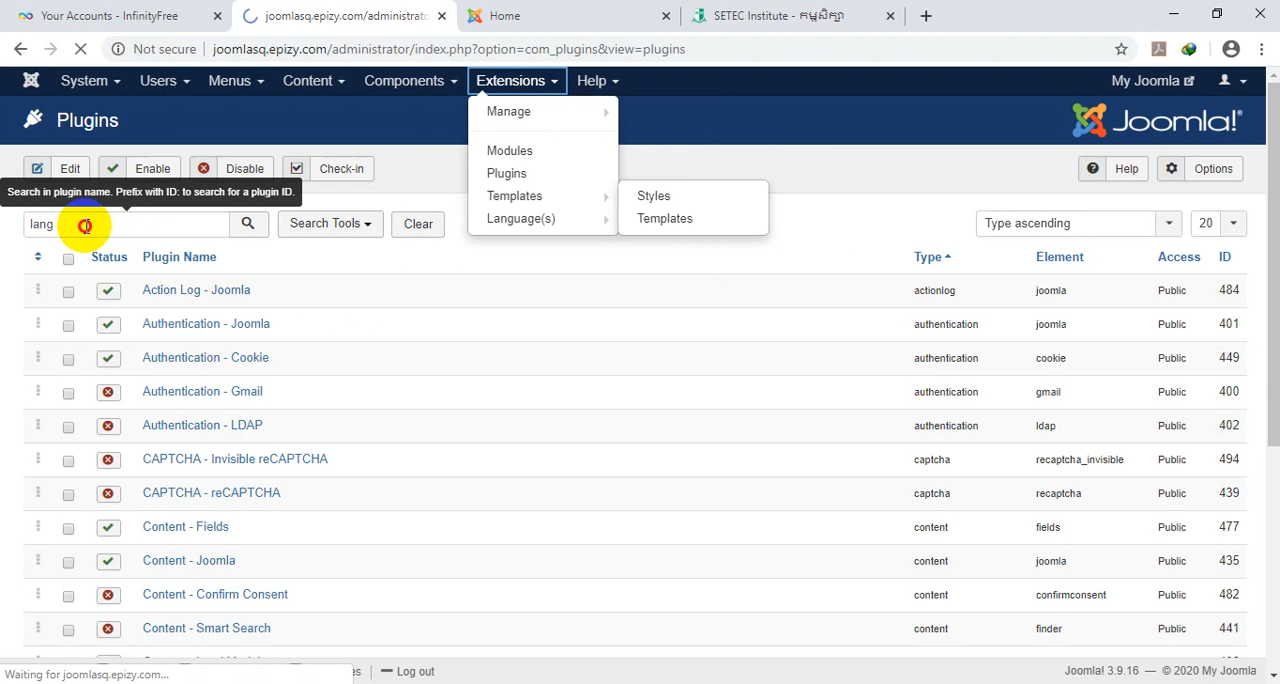 Your Accounts - InfinityFree
joomlasq.epizy.com/administrato
Home
SETEC Institute - កម្មសិក្សា
Not secure
joomlasq.epizy.com/administrator/index.php?option=com_plugins&view=plugins
System
Users
Menus
Content
Components
Extensions
Help
My Joomla
Plugins
Joomla!®
Manage
Modules
Plugins
Templates
Language(s)
Styles
Templates
Edit
Enable
Disable
Check-in
Help
Options
Search in plugin name. Prefix with ID: to search for a plugin ID.
lang
Search Tools
Clear
Type ascending
20
Status Plugin Name Type Element Access ID
Action Log - Joomla actionlog joomla Public 484
Authentication - Joomla authentication joomla Public 401
Authentication - Cookie authentication cookie Public 449
Authentication - Gmail authentication gmail Public 400
Authentication - LDAP authentication ldap Public 402
CAPTCHA - Invisible reCAPTCHA captcha recaptcha_invisible Public 494
CAPTCHA - reCAPTCHA captcha recaptcha Public 439
Content - Fields content fields Public 477
Content - Joomla content joomla Public 435
Content - Confirm Consent content confirmconsent Public 482
Content - Smart Search content finder Public 441
Waiting for joomlasq.epizy.com...
Log out
Joomla! 3.9.16 — © 2020 My Joomla